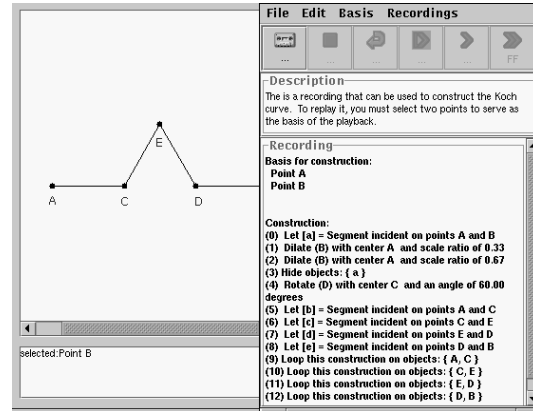 File Edit Basis Recordings
... ... ... ... ... FF
Description
The is a recording that can be used to construct the Koch
curve. To replay it, you must select two points to serve as
the basis of the playback.
Recording
Basis for construction:
Point A
Point B
Construction:
(0) Let [a] = Segment incident on points A and B
(1) Dilate (B) with center A and scale ratio of 0.33
(2) Dilate (B) with center A and scale ratio of 0.67
(3) Hide objects: { a }
(4) Rotate (D) with center C and an angle of 60.00
degrees
(5) Let [b] = Segment incident on points A and C
(6) Let [c] = Segment incident on points C and E
(7) Let [d] = Segment incident on points E and D
(8) Let [e] = Segment incident on points D and B
(9) Loop this construction on objects: { A, C }
(10) Loop this construction on objects: { C, E }
(11) Loop this construction on objects: { E, D }
(12) Loop this construction on objects: { D, B }
E
A C D
selected:Point B